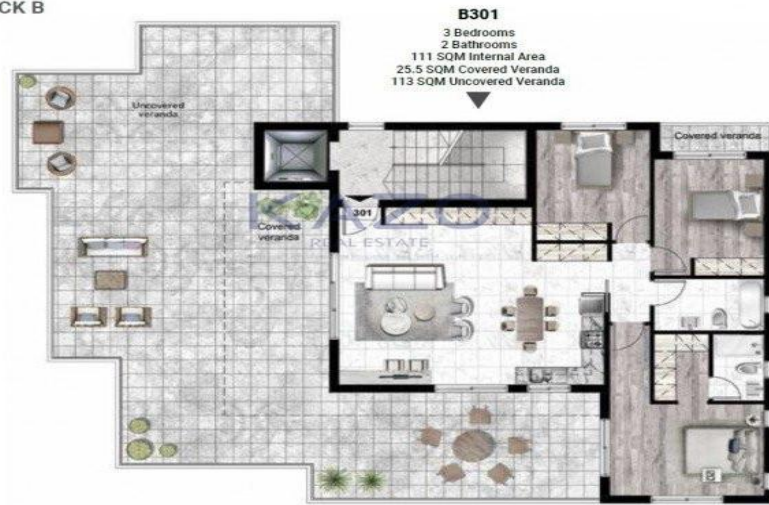 CK B
B301
3 Bedrooms
2 Bathrooms
111 SQM Internal Area
25.5 SQM Covered Veranda
113 SQM Uncovered Veranda
Uncovered
veranda
Covered veranda
301
KAZO
REAL ESTATE
Covered
veranda